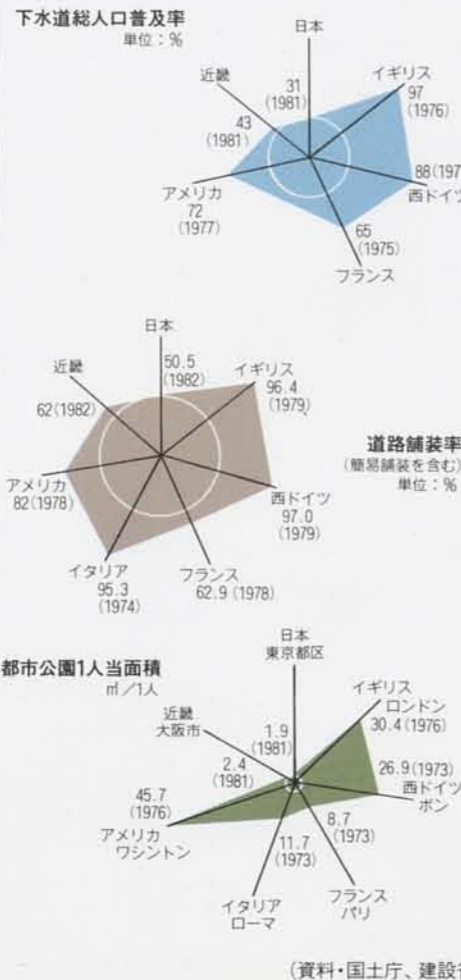 下水道総人口普及率
単位：%
日本
31
(1981)
イギリス
97
(1976)
88(197
西ドイツ
65
(1975)
フランス
アメリカ
72
(1977)
近畿
43
(1981)
日本
50.5
(1982)
イギリス
96.4
(1979)
道路舗装率
(簡易舗装を含む)
単位：%
西ドイツ
97.0
(1979)
フランス
62.9(1978)
イタリア
95.3
(1974)
アメリカ
82(1978)
近畿
62(1982)
都市公園1人当面積
㎡/1人
日本
東京都区
1.9
(1981)
イギリス
ロンドン
30.4(1976)
26.9(1973)
西ドイツ
ボン
8.7
(1973)
フランス
パリ
11.7
(1973)
イタリア
ローマ
45.7
(1976)
アメリカ
ワシントン
近畿
大阪市
2.4
(1981)
(資料・国土庁、建設